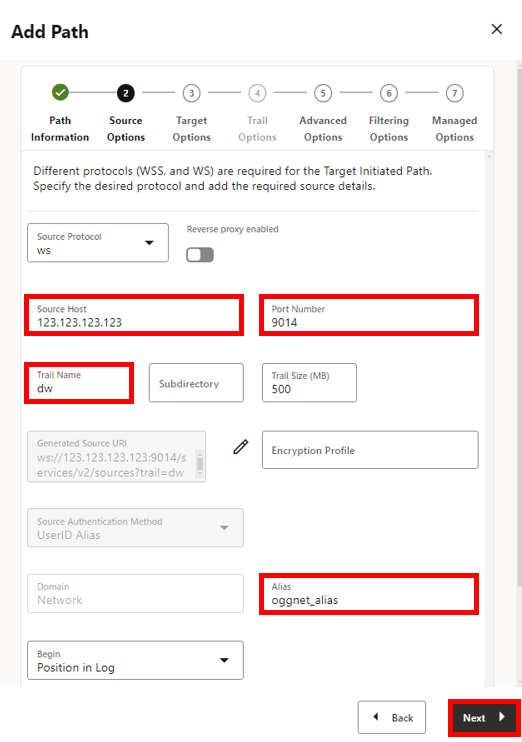 Add Path
2
3
4
5
6
7
Path Information
Source Options
Target Options
Trail Options
Advanced Options
Filtering Options
Managed Options
Different protocols (WSS, and WS) are required for the Target Initiated Path.
Specify the desired protocol and add the required source details.
Source Protocol
ws
Reverse proxy enabled
Source Host
123.123.123.123
Port Number
9014
Trail Name
dw
Subdirectory
Trail Size (MB)
500
Generated Source URI
ws://123.123.123.123:9014/s
ervices/v2/sources?trail=dw
Encryption Profile
Source Authentication Method
UserID Alias
Domain
Network
Alias
oggnet_alias
Begin
Position in Log
Back
Next